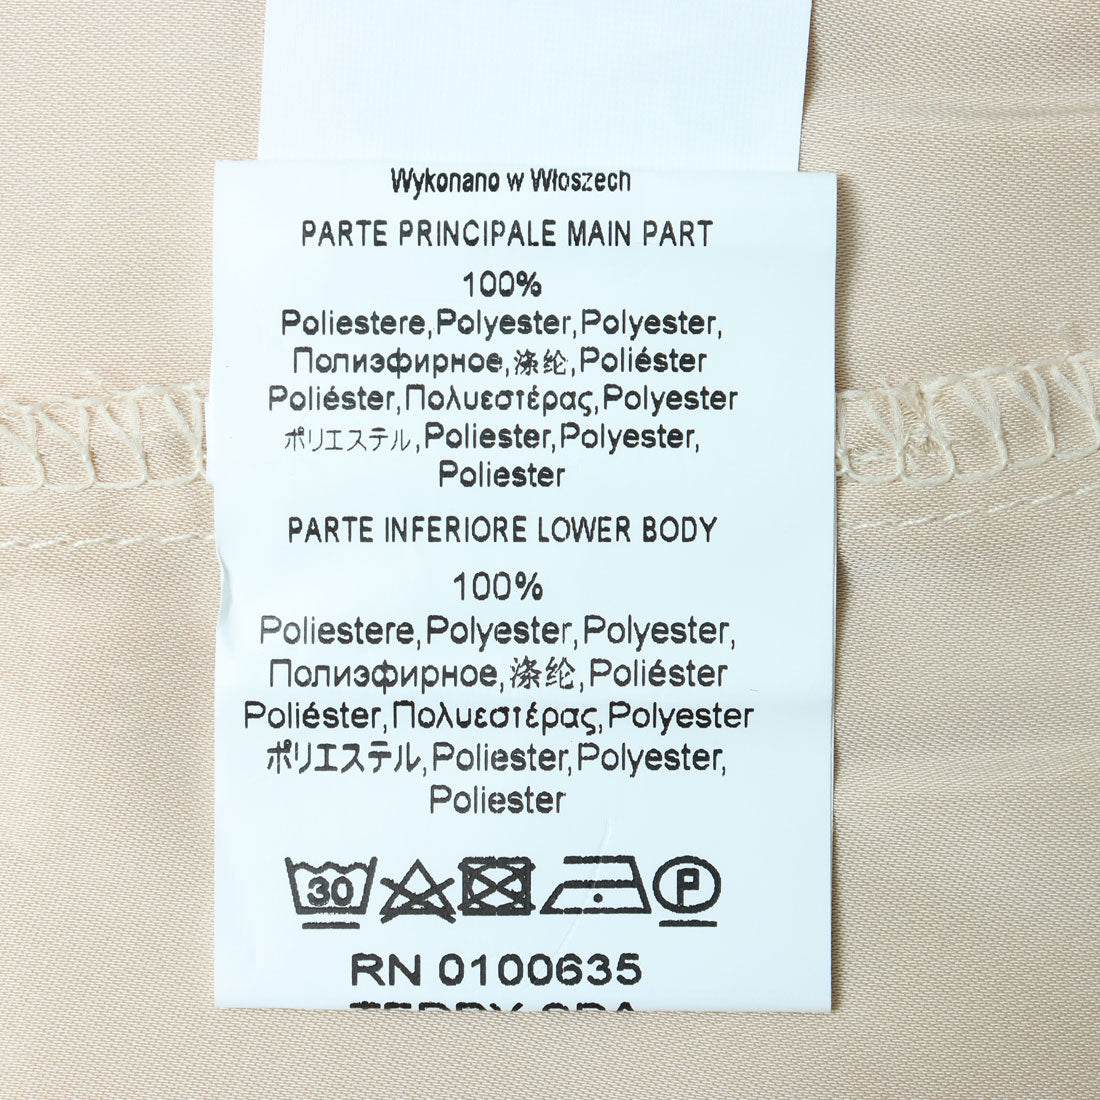 Wykonano w Włoszech
PARTE PRINCIPALE MAIN PART
100%
Poliestere,Polyester,Polyester,
Полиэфирное,涤纶,Poliéster
Poliéster,Πολυεστέρας,Polyester
ポリエステル,Poliester,Polyester,
Poliester
PARTE INFERIORE LOWER BODY
100%
Poliestere,Polyester,Polyester,
Полиэфирное,涤纶,Poliéster
Poliéster,Πολυεστέρας,Polyester
ポリエステル,Poliester,Polyester,
Poliester
30 P
RN 0100635
TEDDY SPA